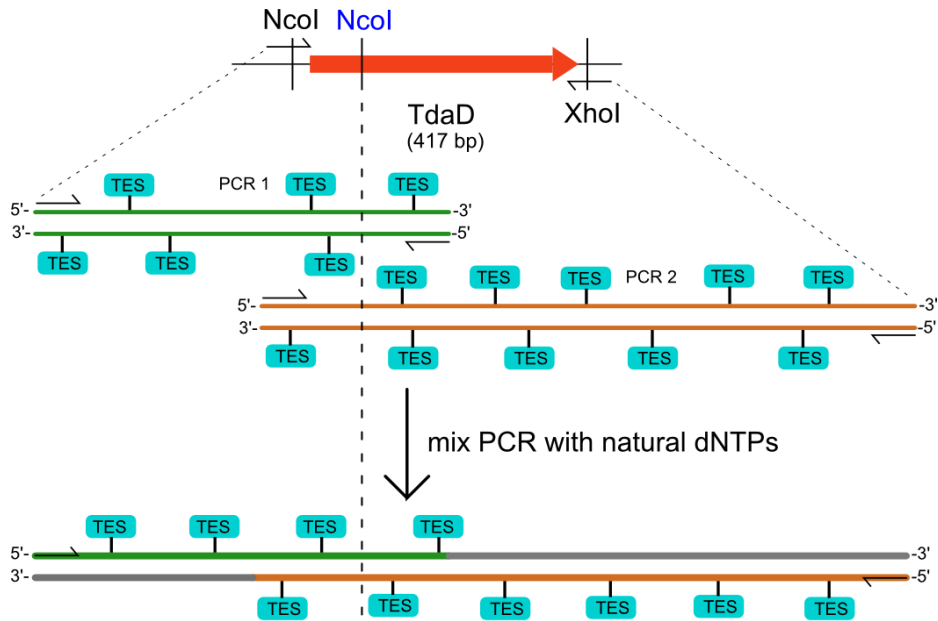 NcoI NcoI
TdaD
(417 bp)
XhoI
TES PCR 1 TES TES
5'- -3'
3'- -5'
TES TES TES
TES TES TES PCR 2 TES TES
5'- -3'
3'- -5'
TES TES TES TES TES
mix PCR with natural dNTPs
TES TES TES TES
5'- -3'
3'- -5'
TES TES TES TES TES TES